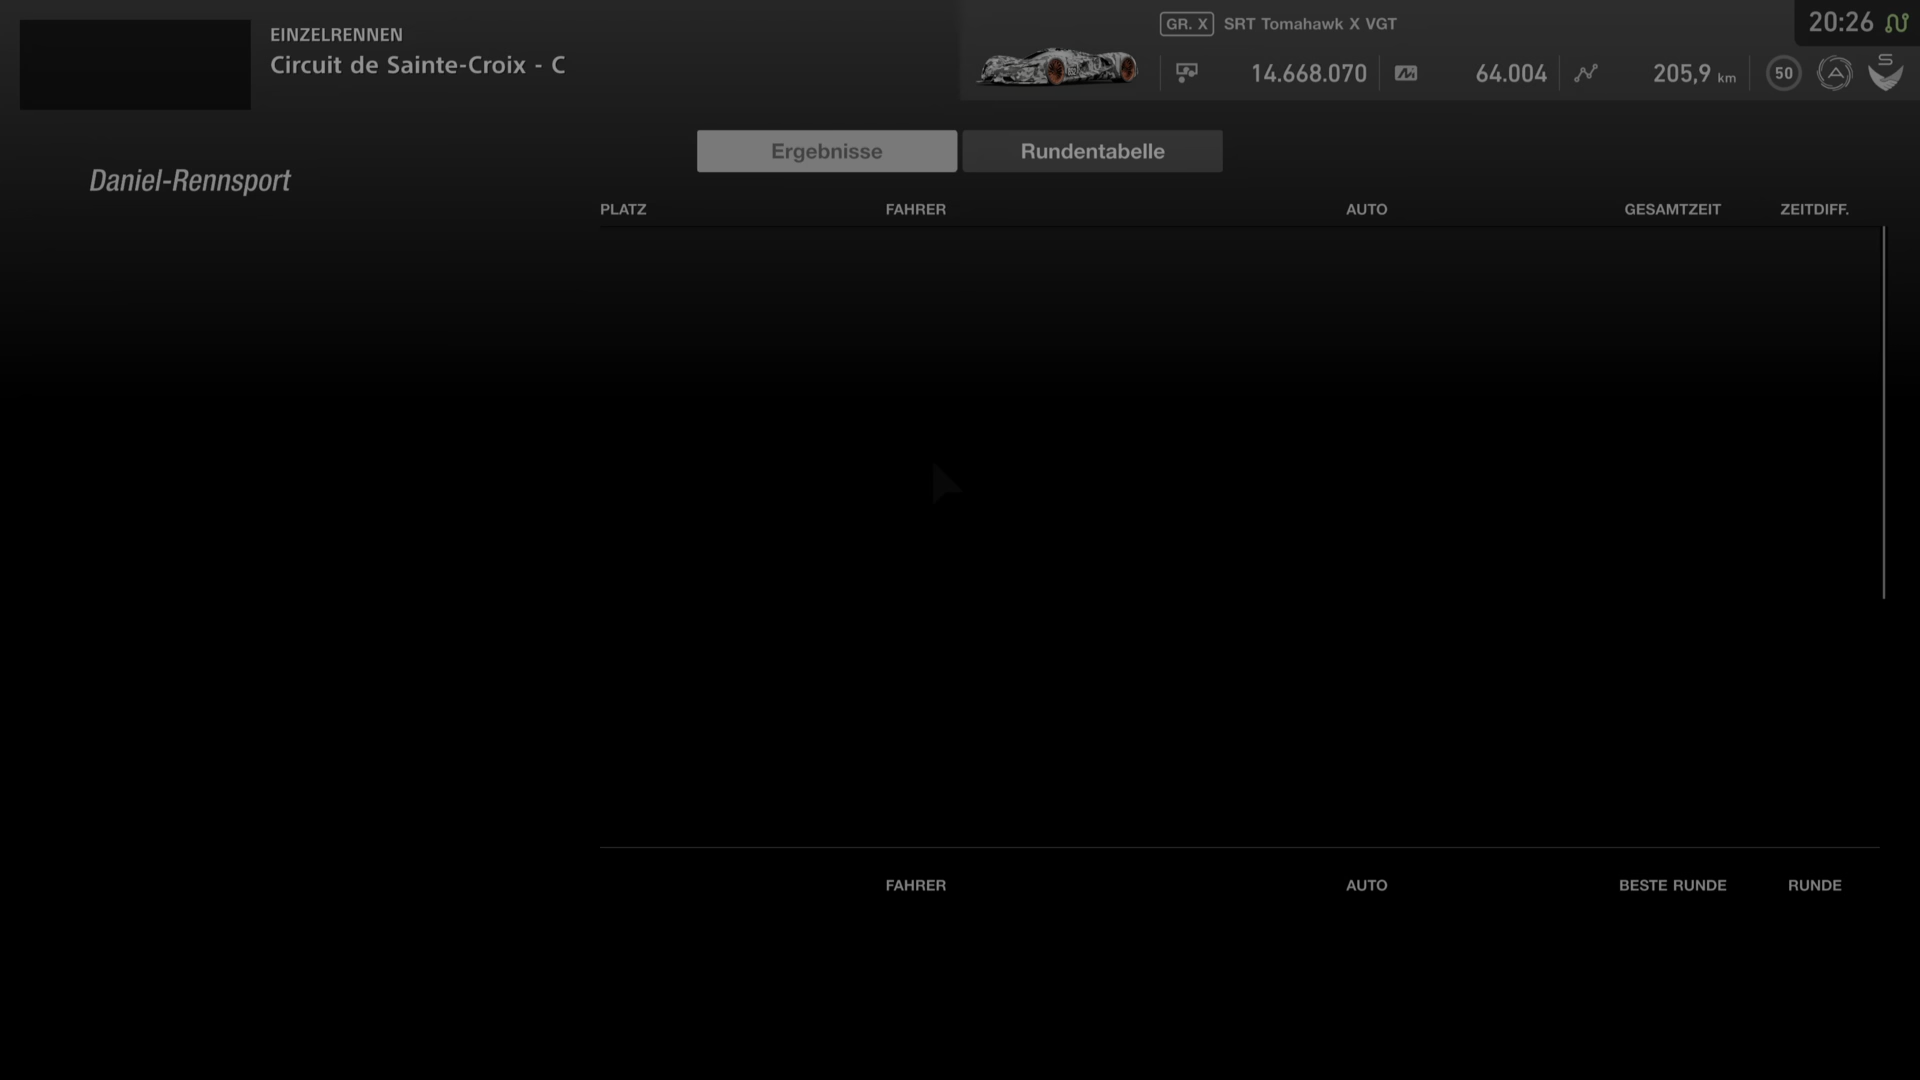 EINZELRENNEN
Circuit de Sainte-Croix - C
GR. X SRT Tomahawk X VGT
20:26
14.668.070 64.004 205,9 km 50 A S
Ergebnisse Rundentabelle
Daniel-Rennsport
PLATZ FAHRER AUTO GESAMTZEIT ZEITDIFF.
FAHRER AUTO BESTE RUNDE RUNDE